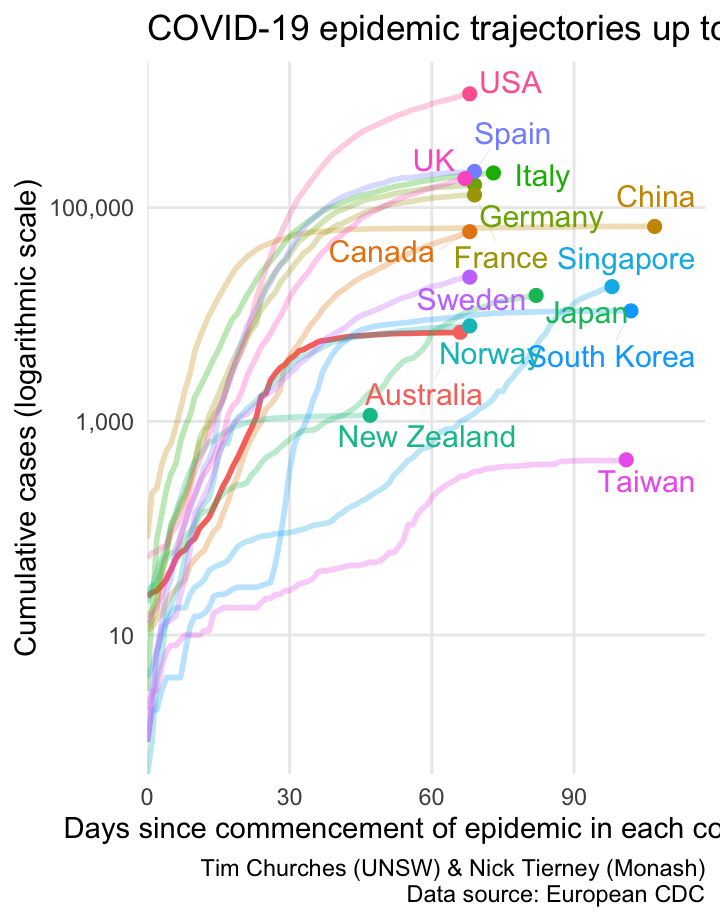 COVID-19 epidemic trajectories up to
USA
Spain
UK
Italy
China
100,000
Germany
Canada
France
Singapore
Sweden
Japan
Norway
South Korea
Australia
1,000
New Zealand
Taiwan
10
Cumulative cases (logarithmic scale)
0 30 60 90
Days since commencement of epidemic in each co
Tim Churches (UNSW) & Nick Tierney (Monash)
Data source: European CDC